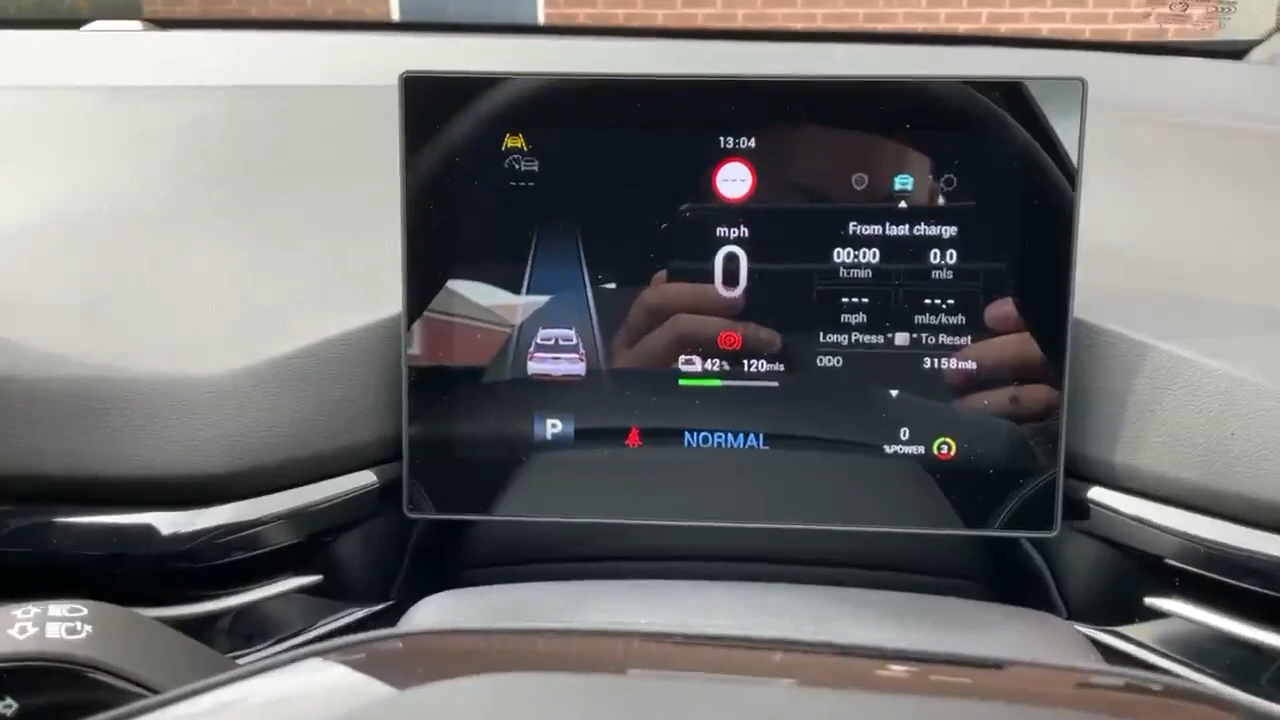 13:04
---
---
mph
0
From last charge
00:00 0.0
h:min mls
--- --.-
mph mls/kwh
Long Press " " To Reset
ODO 3158mls
42% 120mls
P
NORMAL
0
%POWER 3